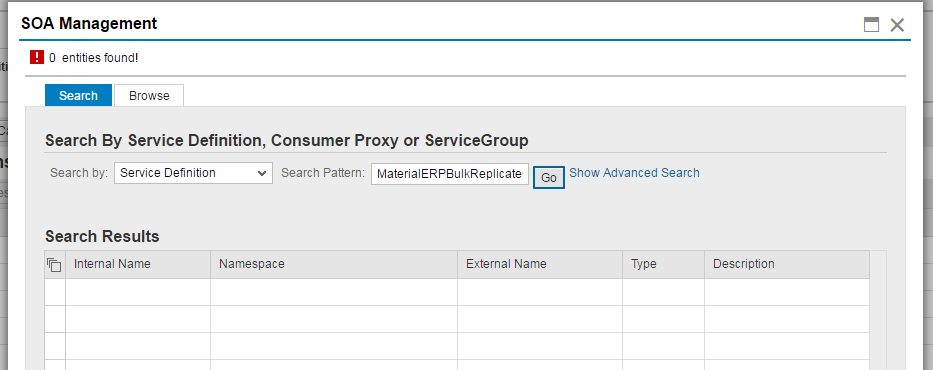 SOA Management
0 entities found!
Search Browse
Search By Service Definition, Consumer Proxy or ServiceGroup
Search by: Service Definition Search Pattern: MaterialERPBulkReplicate Go Show Advanced Search
Search Results
Internal Name Namespace External Name Type Description